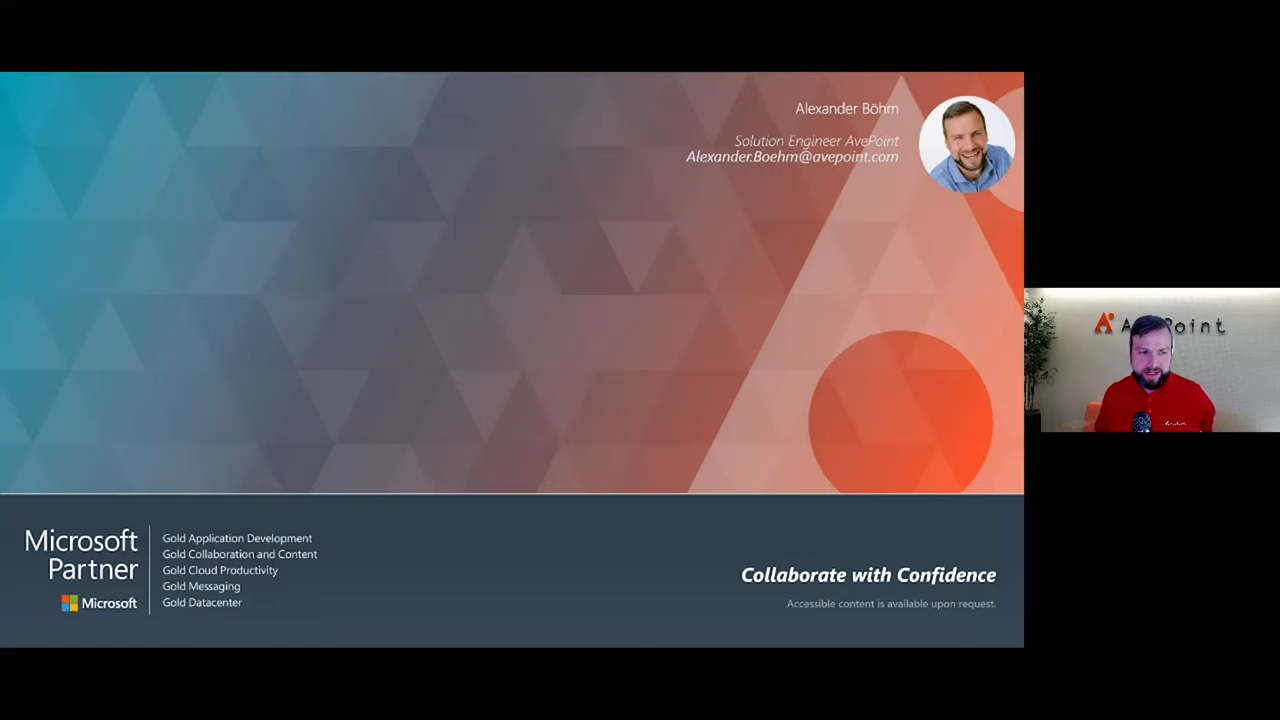 Alexander Böhm
Solution Engineer AvePoint
Alexander.Boehm@avepoint.com
Microsoft
Partner
Microsoft
Gold Application Development
Gold Collaboration and Content
Gold Cloud Productivity
Gold Messaging
Gold Datacenter
Collaborate with Confidence
Accessible content is available upon request.